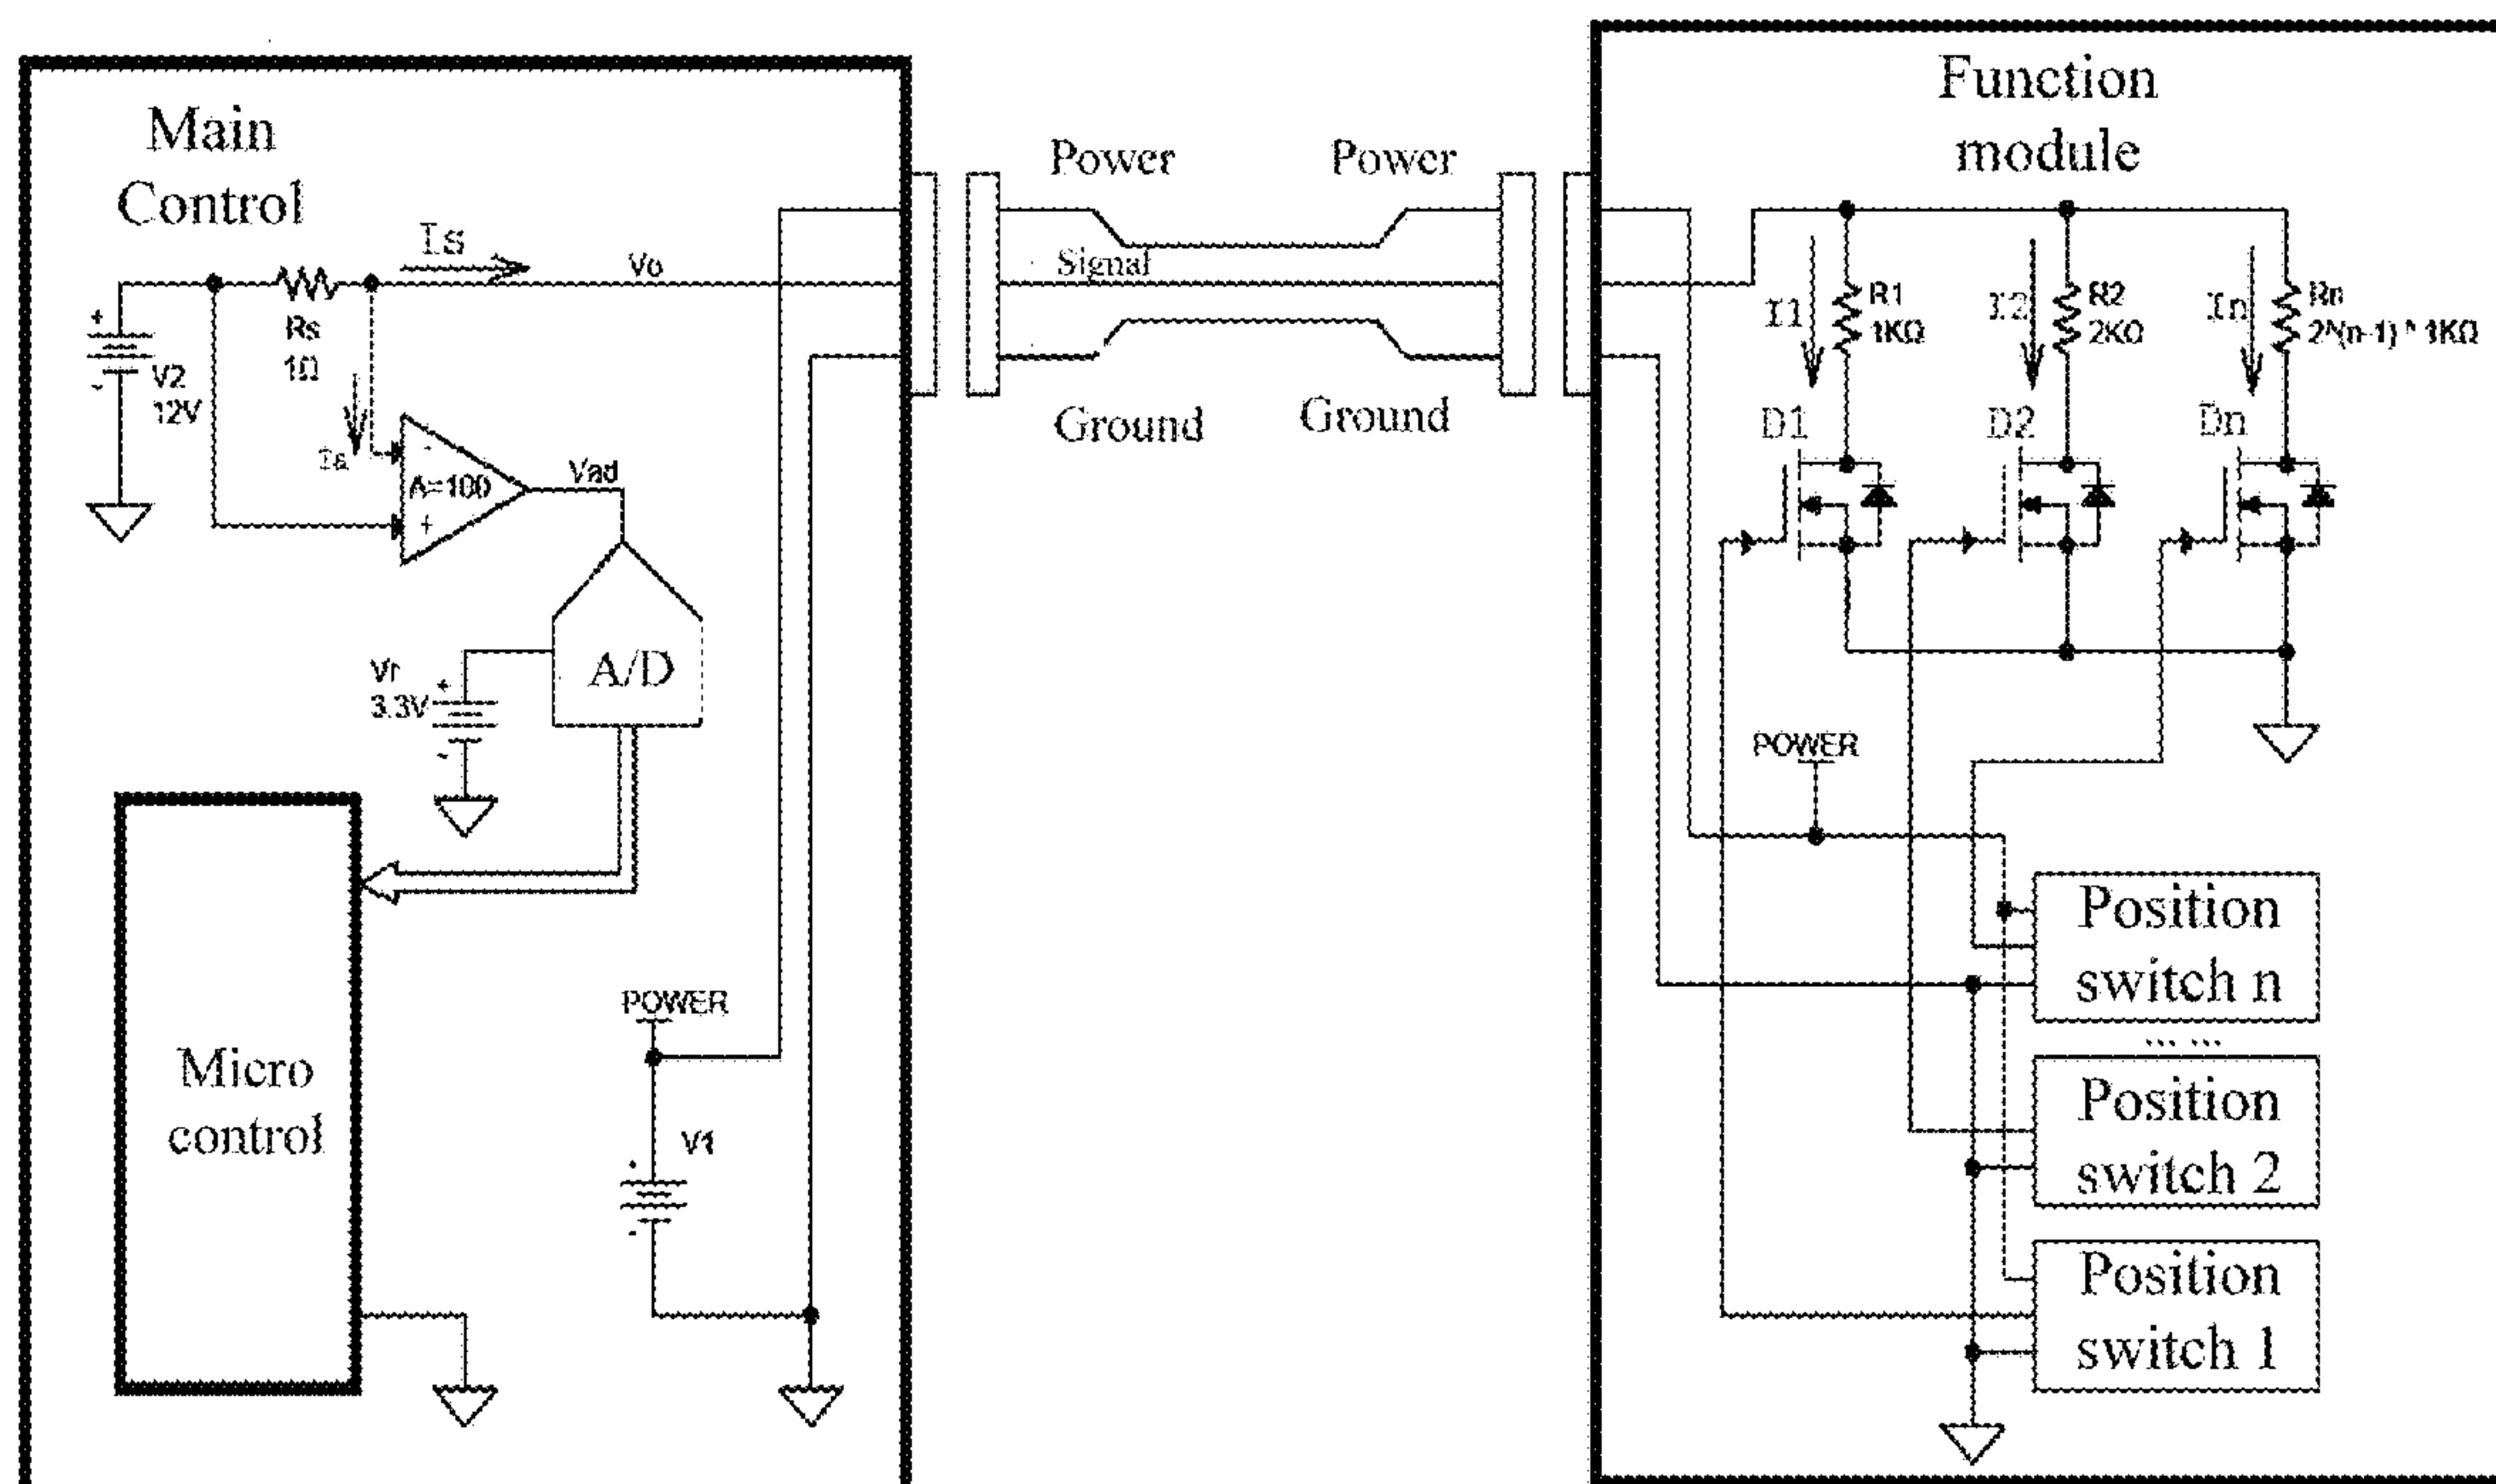 Main
Control
Is
Vo
Rs
1Ω
+
-
V2
12V
Ia
-
A=100
+
Vad
A/D
Vr
3.3V
+
-
Micro
control
POWER
V1
+
-
Power
Power
Signal
Ground
Ground
Function
module
I1
R1
1KΩ
I2
R2
2KΩ
In
Rn
2^(n-1) * 1KΩ
D1
D2
Dn
POWER
Position
switch n
... ...
Position
switch 2
Position
switch 1